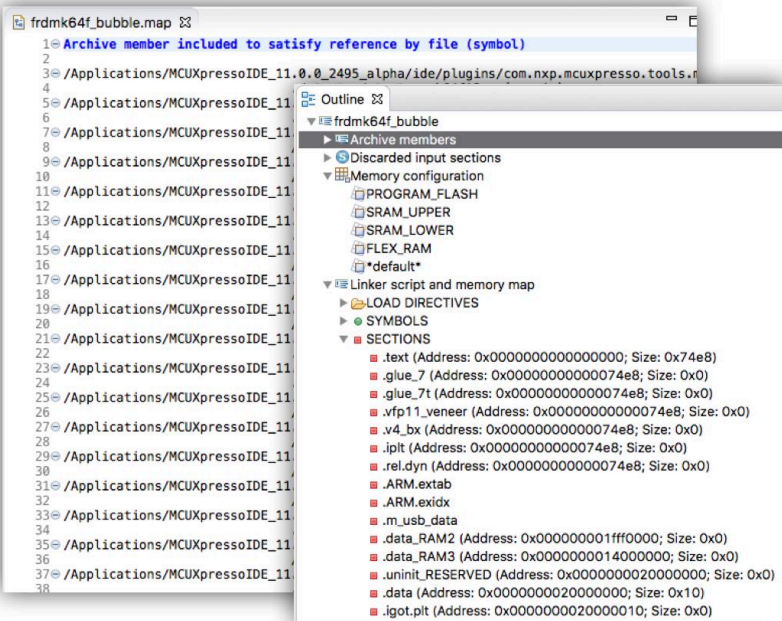 frdmk64f_bubble.map
1 Archive member included to satisfy reference by file (symbol)
2
3 /Applications/MCUXpressoIDE_11.0.0_2495_alpha/ide/plugins/com.nxp.mcuxpresso.tools.
4
5 /Applications/MCUXpressoIDE_11
6
7 /Applications/MCUXpressoIDE_11
8
9 /Applications/MCUXpressoIDE_11
10
11 /Applications/MCUXpressoIDE_11
12
13 /Applications/MCUXpressoIDE_11
14
15 /Applications/MCUXpressoIDE_11
16
17 /Applications/MCUXpressoIDE_11
18
19 /Applications/MCUXpressoIDE_11
20
21 /Applications/MCUXpressoIDE_11
22
23 /Applications/MCUXpressoIDE_11
24
25 /Applications/MCUXpressoIDE_11
26
27 /Applications/MCUXpressoIDE_11
28
29 /Applications/MCUXpressoIDE_11
30
31 /Applications/MCUXpressoIDE_11
32
33 /Applications/MCUXpressoIDE_11
34
35 /Applications/MCUXpressoIDE_11
36
37 /Applications/MCUXpressoIDE_11
38
Outline
frdmk64f_bubble
Archive members
Discarded input sections
Memory configuration
PROGRAM_FLASH
SRAM_UPPER
SRAM_LOWER
FLEX_RAM
*default*
Linker script and memory map
LOAD DIRECTIVES
SYMBOLS
SECTIONS
.text (Address: 0x0000000000000000; Size: 0x74e8)
.glue_7 (Address: 0x00000000000074e8; Size: 0x0)
.glue_7t (Address: 0x00000000000074e8; Size: 0x0)
.vfp11_veneer (Address: 0x00000000000074e8; Size: 0x0)
.v4_bx (Address: 0x00000000000074e8; Size: 0x0)
.iplt (Address: 0x00000000000074e8; Size: 0x0)
.rel.dyn (Address: 0x00000000000074e8; Size: 0x0)
.ARM.extab
.ARM.exidx
.m_usb_data
.data_RAM2 (Address: 0x000000001fff0000; Size: 0x0)
.data_RAM3 (Address: 0x0000000014000000; Size: 0x0)
.uninit_RESERVED (Address: 0x0000000020000000; Size: 0x0)
.data (Address: 0x0000000020000000; Size: 0x10)
.igot.plt (Address: 0x0000000020000010; Size: 0x0)